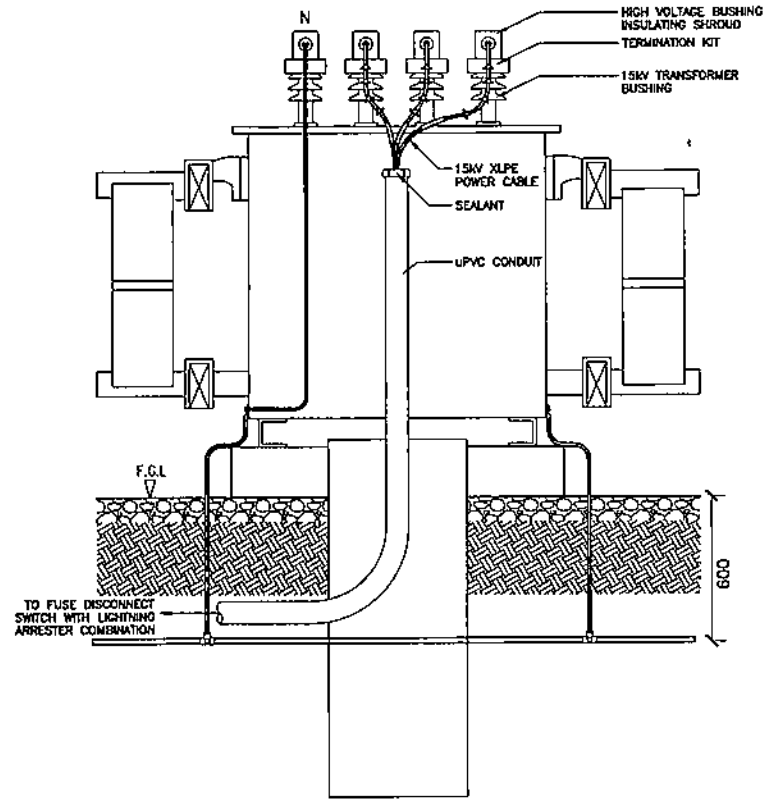 N
HIGH VOLTAGE BUSHING
INSULATING SHROUD
TERMINATION KIT
15kV TRANSFORMER
BUSHING
15kV XLPE
POWER CABLE
SEALANT
uPVC CONDUIT
F.G.L
600
TO FUSE DISCONNECT
SWITCH WITH LIGHTNING
ARRESTER COMBINATION